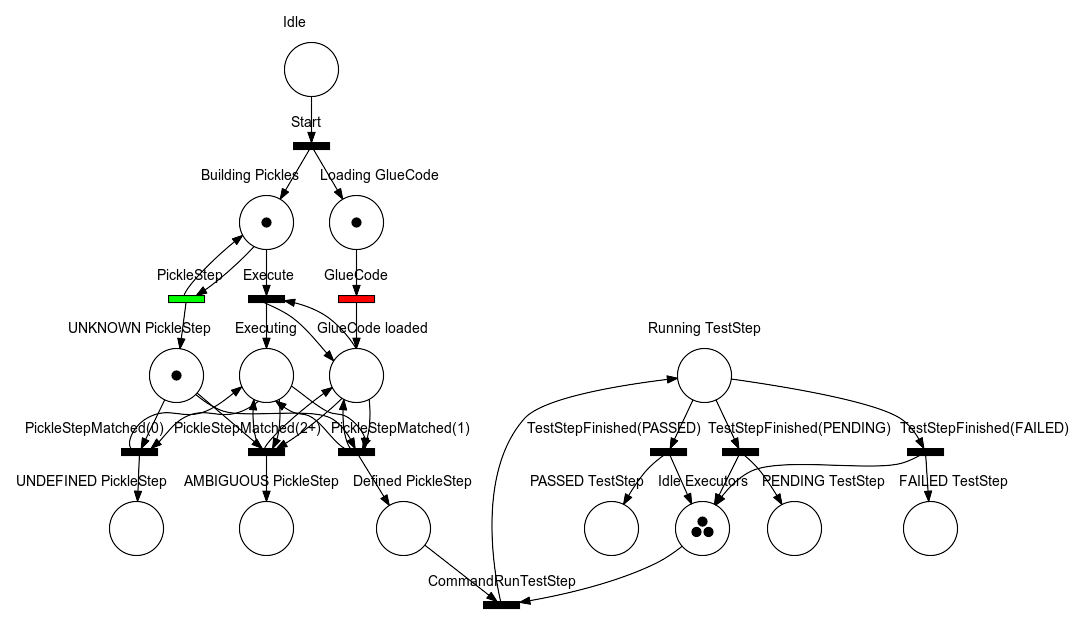 Idle
Start
Building Pickles
Loading GlueCode
PickleStep
Execute
GlueCode
UNKNOWN PickleStep
Executing
GlueCode loaded
Running TestStep
PickleStepMatched(0)
PickleStepMatched(2+)
PickleStepMatched(1)
TestStepFinished(PASSED)
TestStepFinished(PENDING)
TestStepFinished(FAILED)
UNDEFINED PickleStep
AMBIGUOUS PickleStep
Defined PickleStep
PASSED TestStep
Idle Executors
PENDING TestStep
FAILED TestStep
CommandRunTestStep